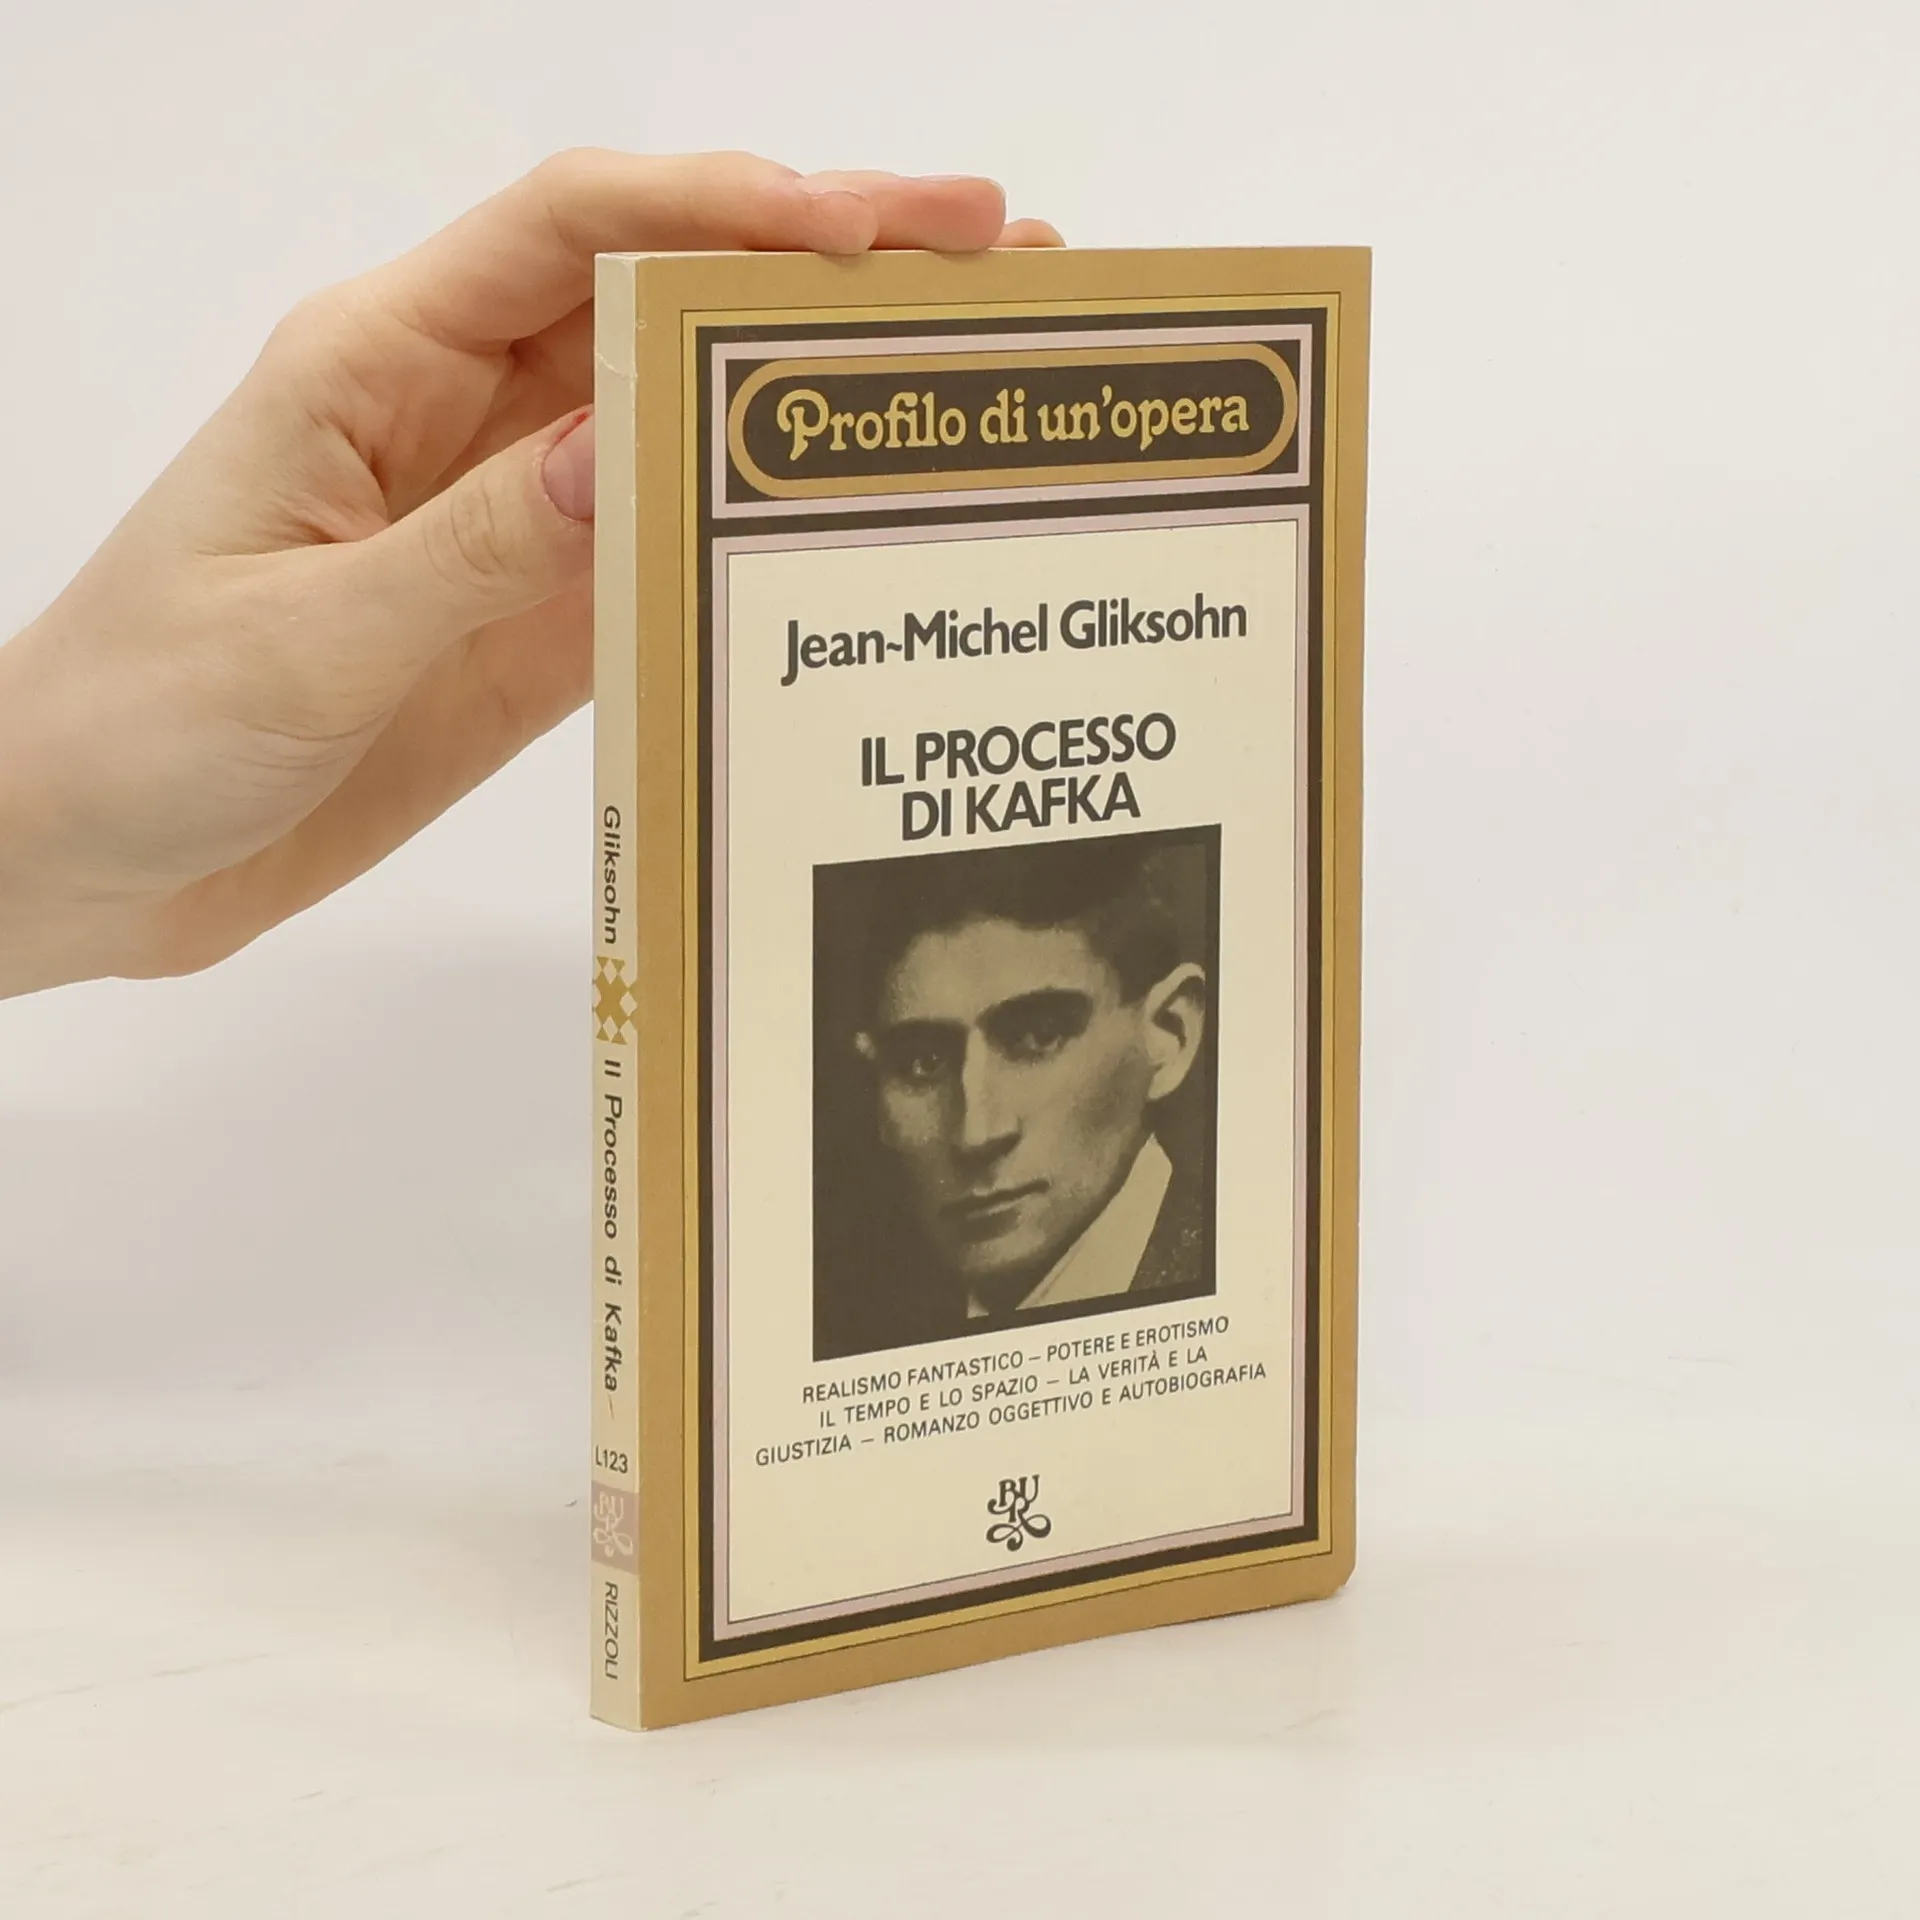 Profilo di un'opera
Jean-Michel Gliksohn
IL PROCESSO
DI KAFKA
REALISMO FANTASTICO – POTERE E EROTISMO
IL TEMPO E LO SPAZIO – LA VERITÀ E LA
GIUSTIZIA – ROMANZO OGGETTIVO E AUTOBIOGRAFIA
BUR
Gliksohn Il Processo di Kafka–
L123
BUR
RIZZOLI